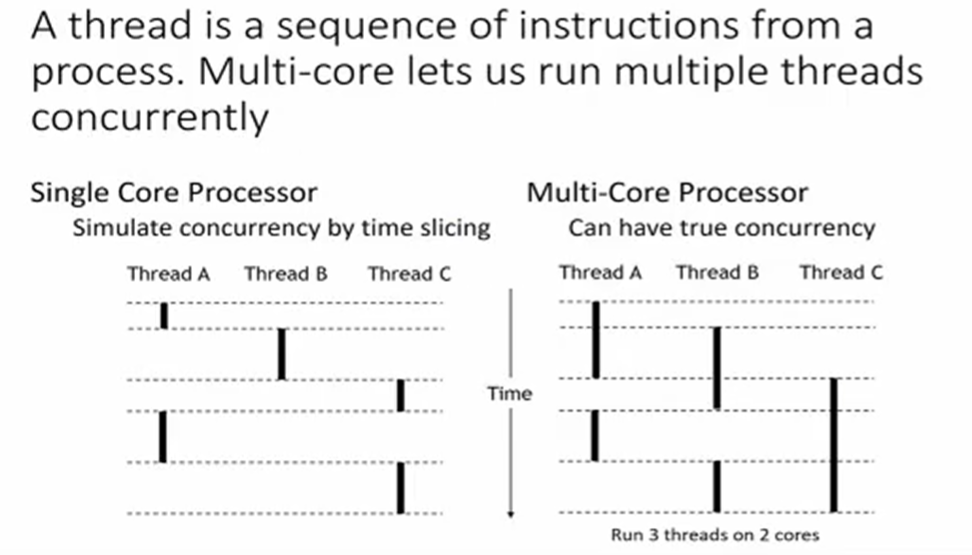 A thread is a sequence of instructions from a
process. Multi-core lets us run multiple threads
concurrently
Single Core Processor
Simulate concurrency by time slicing
Thread A Thread B Thread C
Multi-Core Processor
Can have true concurrency
Thread A Thread B Thread C
Time
Run 3 threads on 2 cores